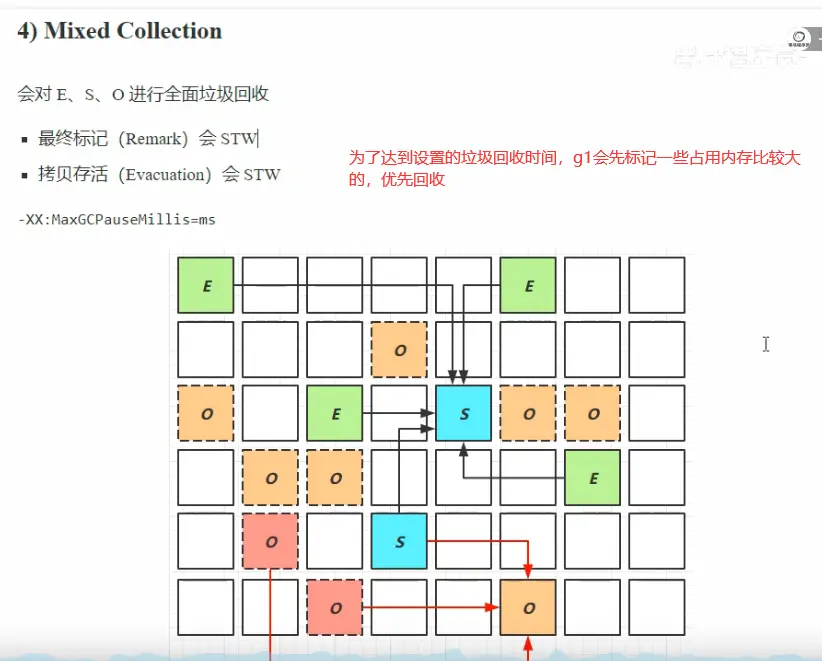 4) Mixed Collection
会对 E、S、O 进行全面垃圾回收
▪ 最终标记（Remark）会 STW
▪ 拷贝存活（Evacuation）会 STW
为了达到设置的垃圾回收时间，g1会先标记一些占用内存比较大
的，优先回收
-XX:MaxGCPauseMillis=ms
E E
O
O E S O O
O O E
O S
O O